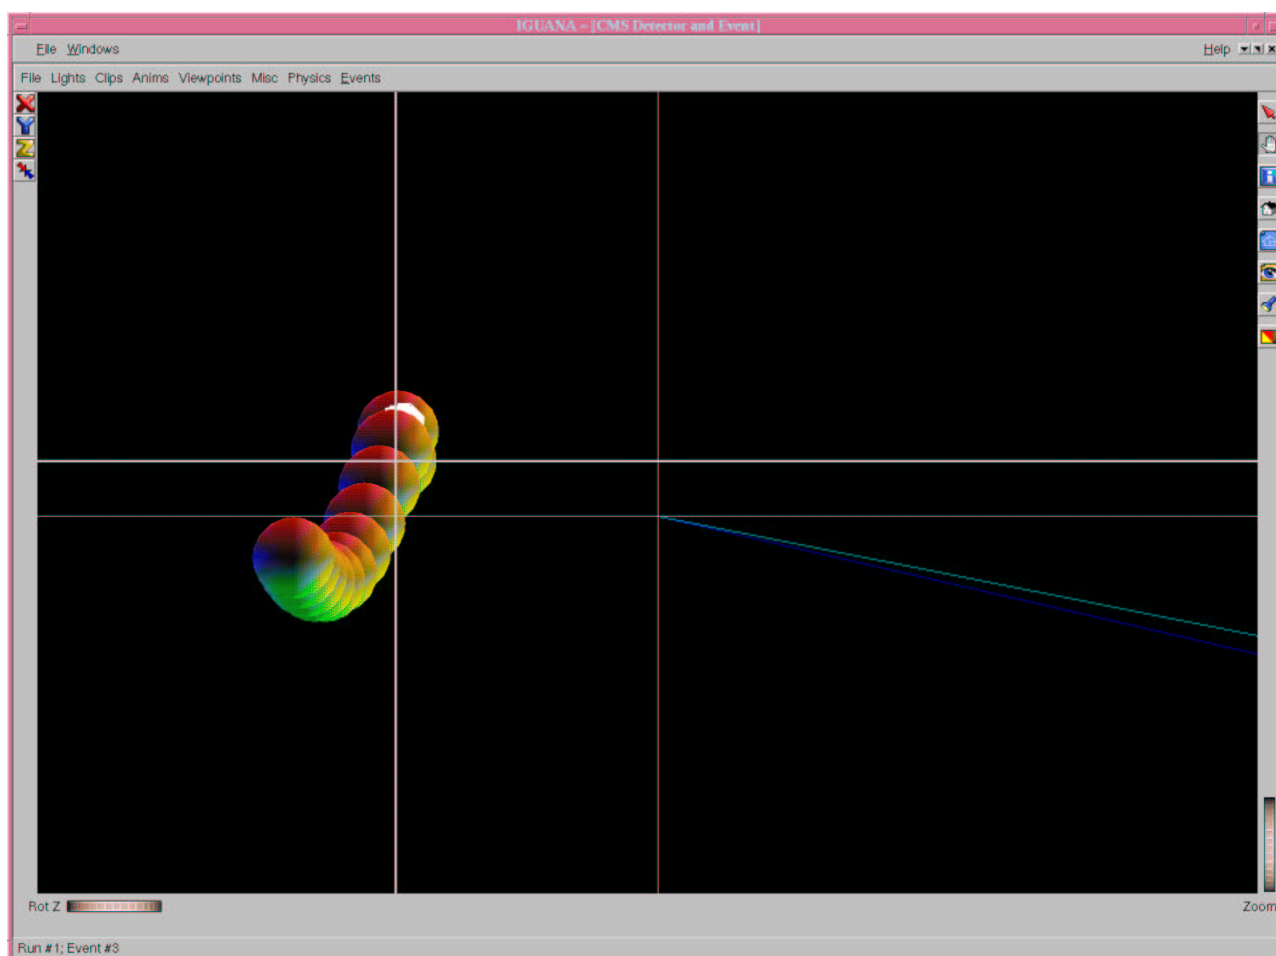 IGUANA - [CMS Detector and Event]
File Windows Help
File Lights Clips Anims Viewpoints Misc Physics Events
Rot Z Zoom
Run #1; Event #3